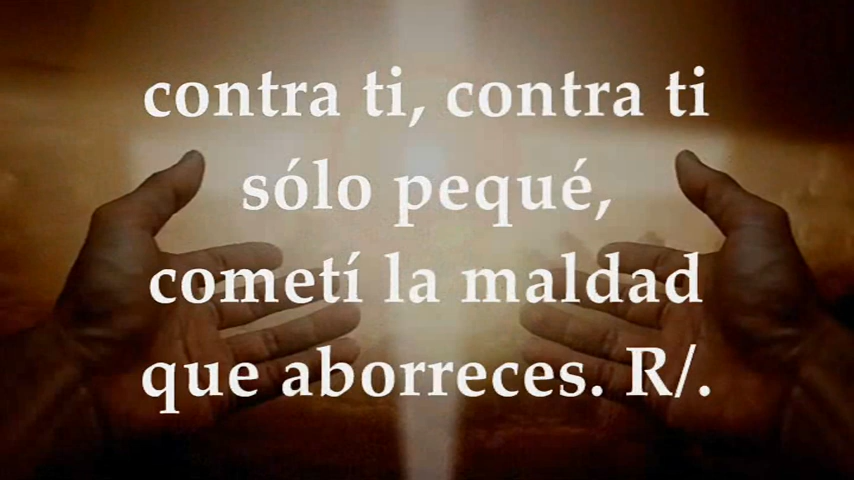 contra ti, contra ti
sólo pequé,
cometí la maldad
que aborreces. R/.